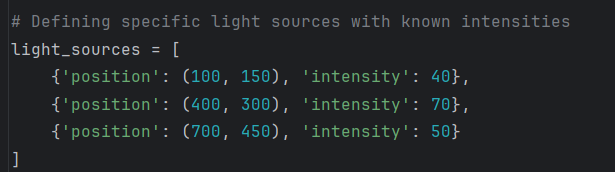 # Defining specific light sources with known intensities
light_sources = [
    {'position': (100, 150), 'intensity': 40},
    {'position': (400, 300), 'intensity': 70},
    {'position': (700, 450), 'intensity': 50}
]